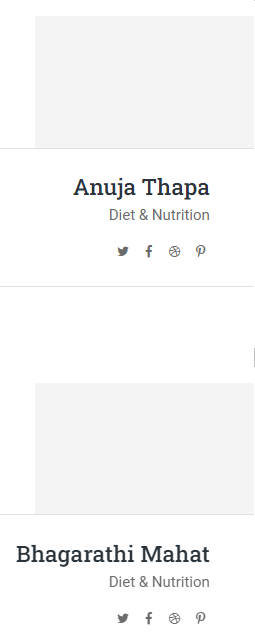 Anuja Thapa
Diet & Nutrition
Bhagarathi Mahat
Diet & Nutrition